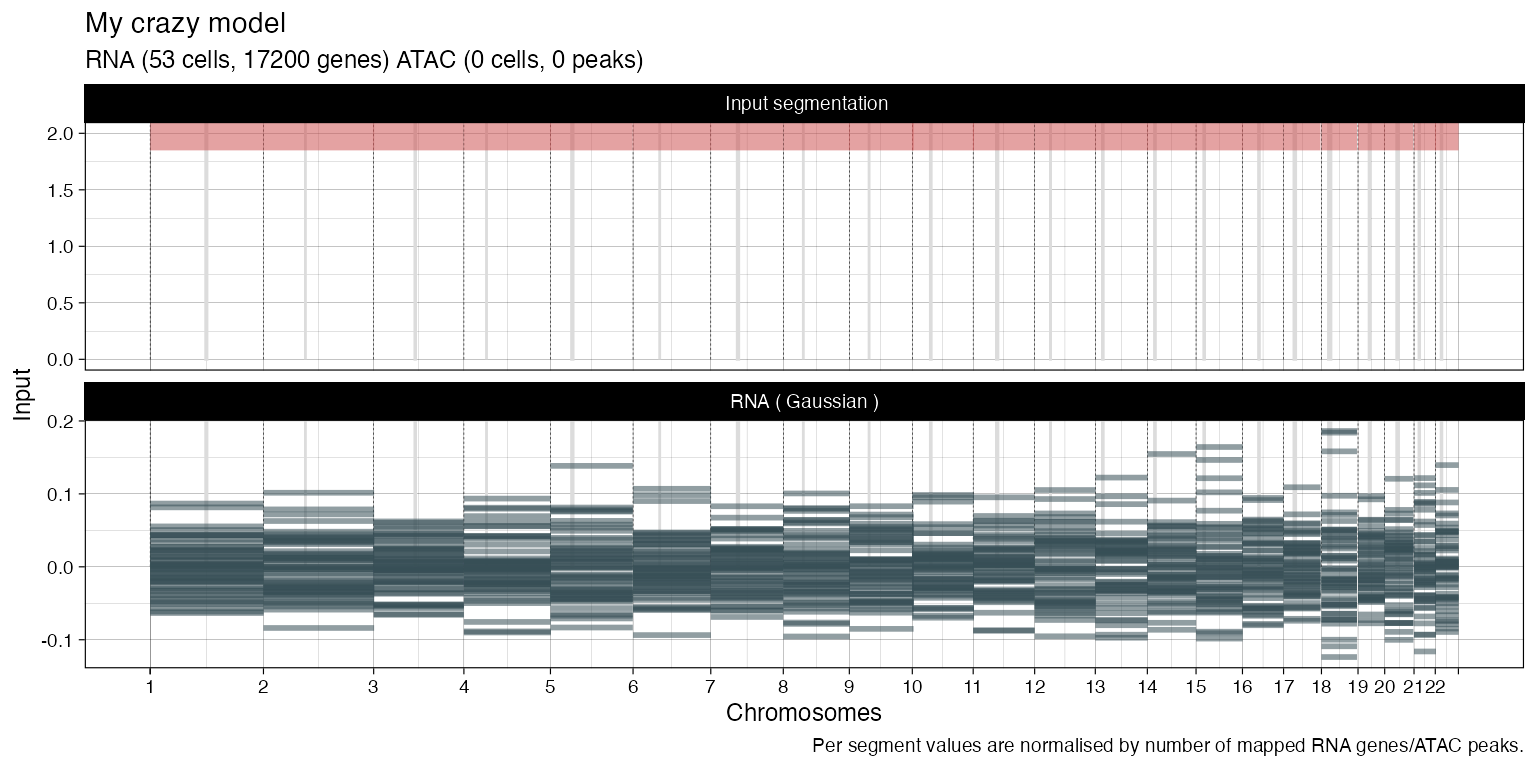 My crazy model
RNA (53 cells, 17200 genes) ATAC (0 cells, 0 peaks)
Input segmentation
2.0
1.5
1.0
0.5
0.0
Input
RNA ( Gaussian )
0.2
0.1
0.0
-0.1
1 2 3 4 5 6 7 8 9 10 11 12 13 14 15 16 17 18 19 20 21 22
Chromosomes
Per segment values are normalised by number of mapped RNA genes/ATAC peaks.